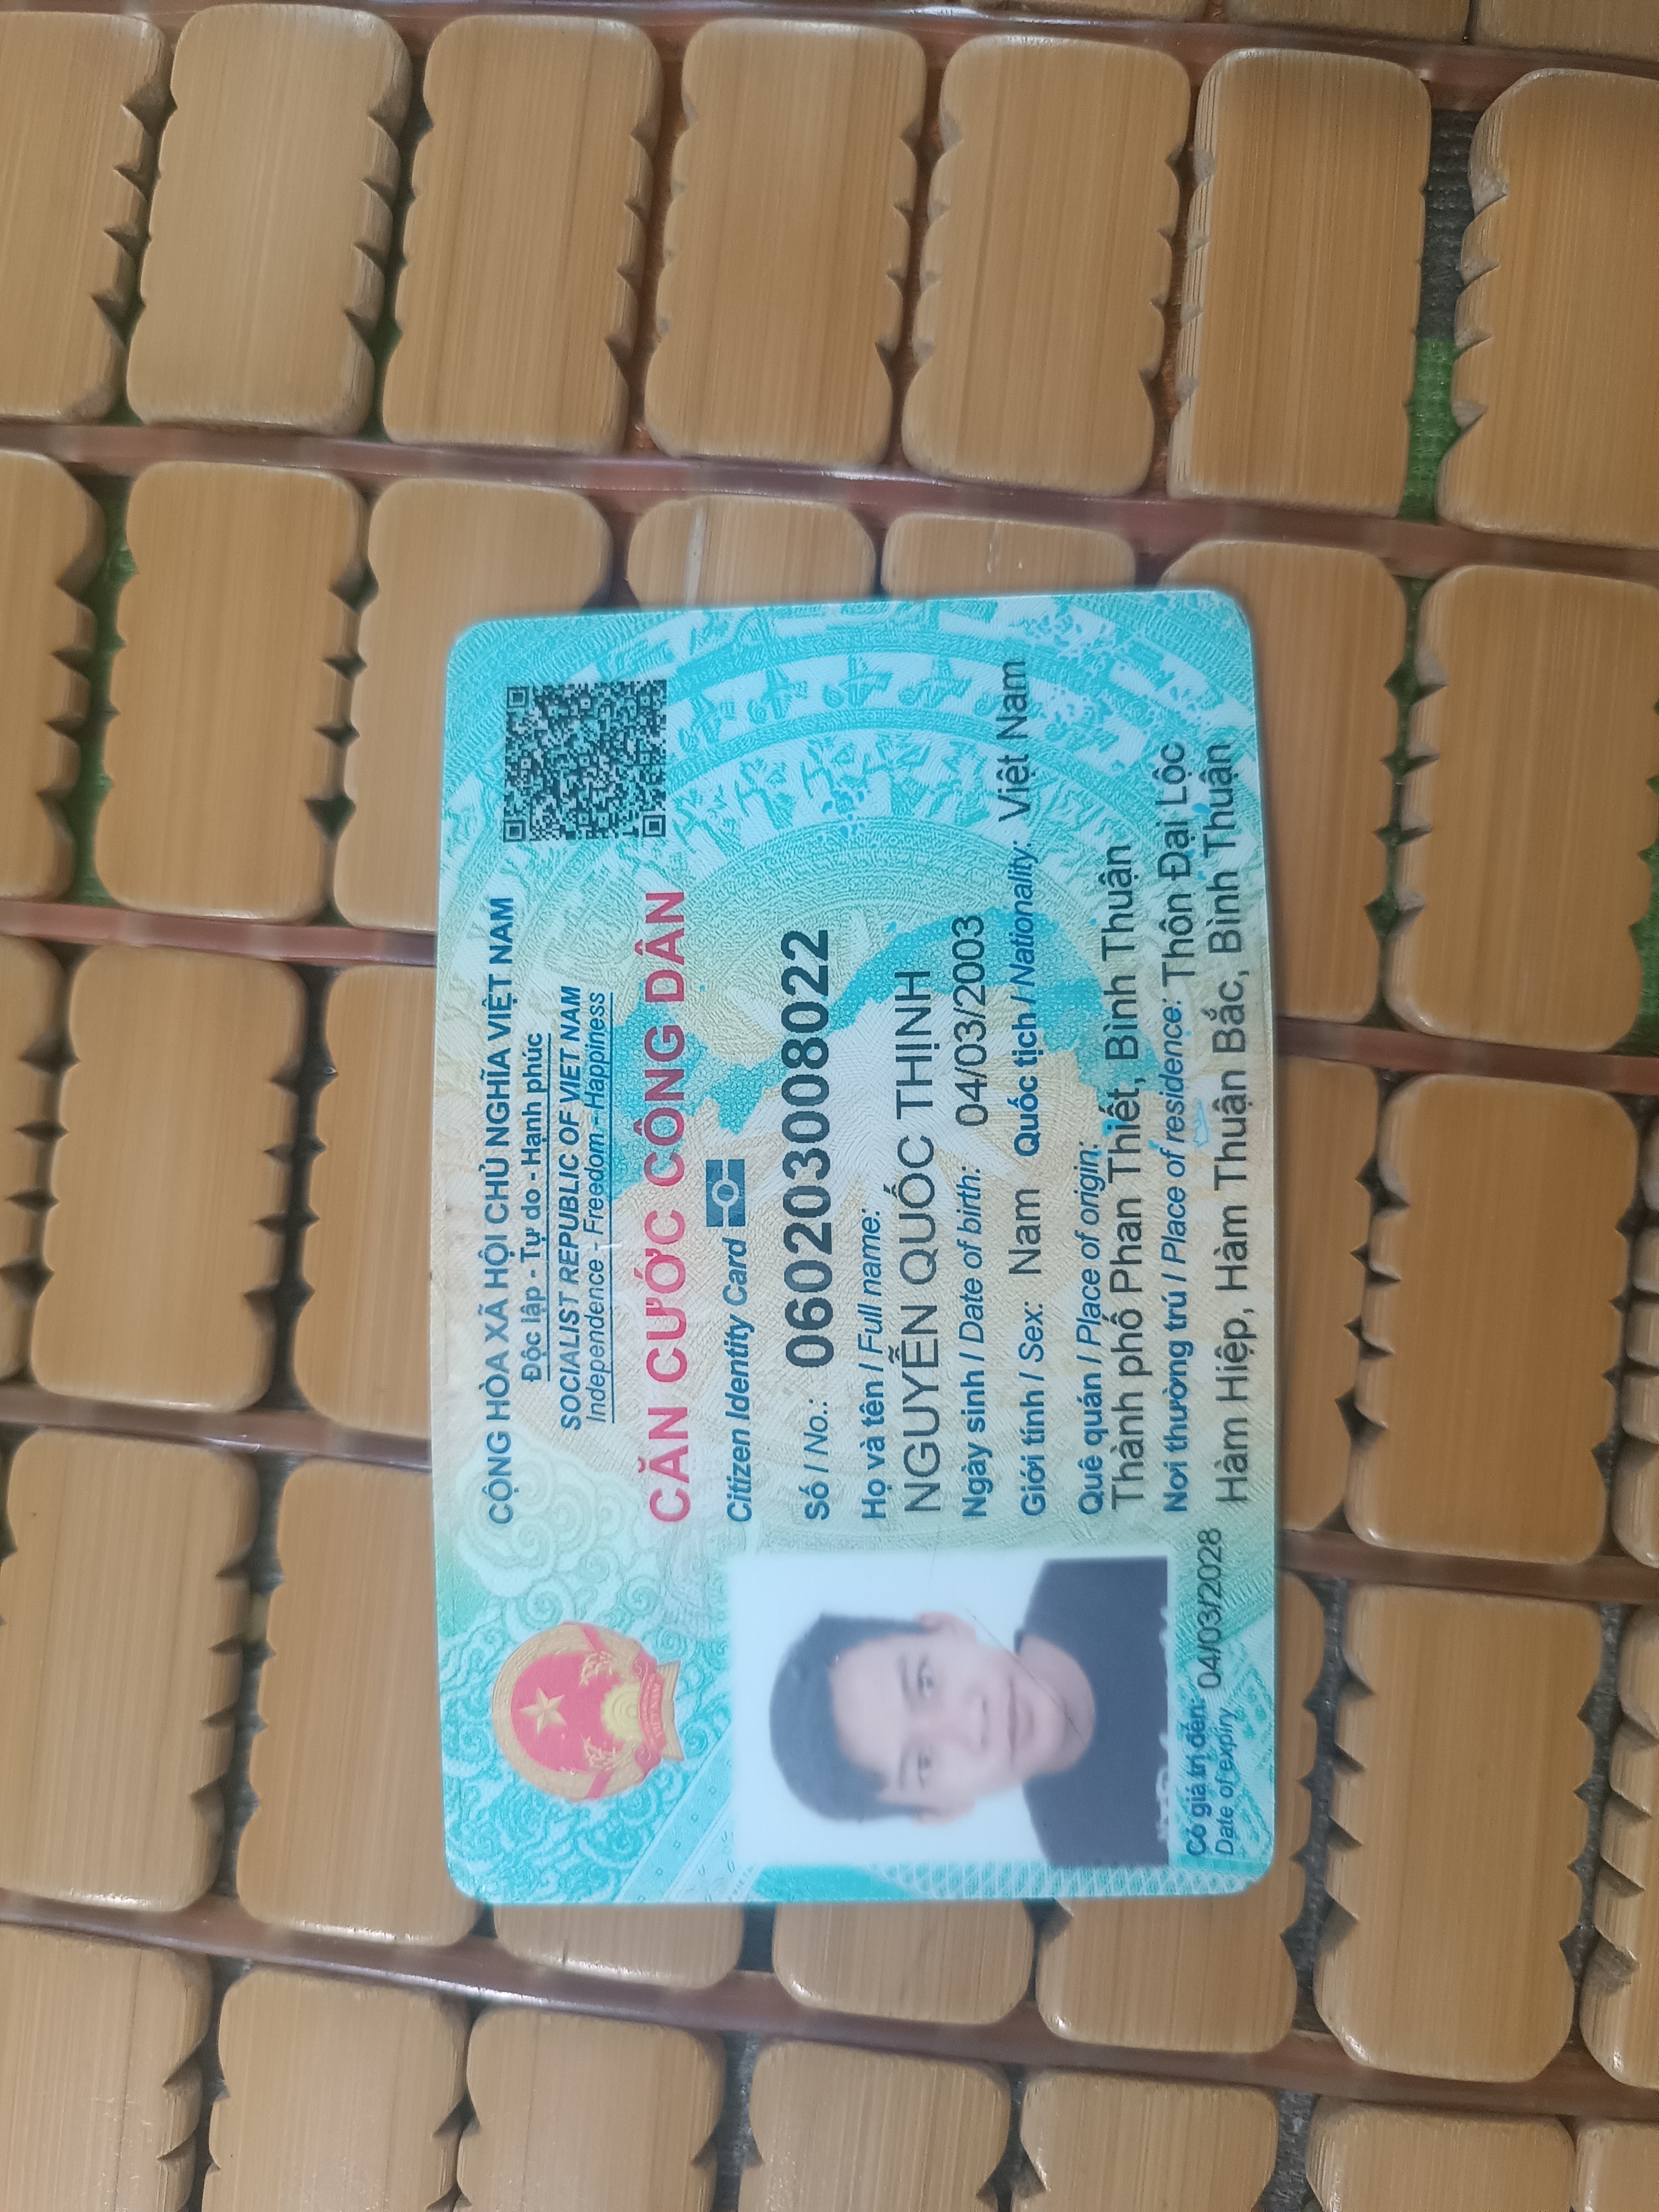 CỘNG HÒA XÃ HỘI CHỦ NGHĨA VIỆT NAM
Độc lập - Tự do - Hạnh phúc
SOCIALIST REPUBLIC OF VIET NAM
Independence - Freedom - Happiness
CĂN CƯỚC CÔNG DÂN
Citizen Identity Card
Số / No.: 060203008022
Họ và tên / Full name:
NGUYỄN QUỐC THỊNH
Ngày sinh / Date of birth: 04/03/2003
Giới tính / Sex: Nam Quốc tịch / Nationality: Việt Nam
Quê quán / Place of origin:
Thành phố Phan Thiết, Bình Thuận
Nơi thường trú / Place of residence: Thôn Đại Lộc
Hàm Hiệp, Hàm Thuận Bắc, Bình Thuận
Có giá trị đến: 04/03/2028
Date of expiry